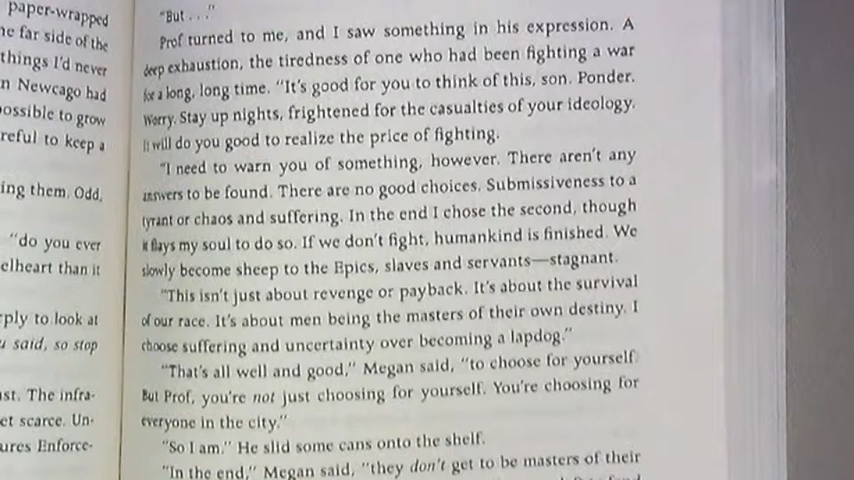 paper-wrapped
he far side of the
things I'd never
n Newcago had
possible to grow
reful to keep a
ing them. Odd,
"do you ever
elheart than it
ply to look at
u said, so stop
ast. The infra-
et scarce. Un-
ures Enforce-
"But . . ."
Prof turned to me, and I saw something in his expression. A
deep exhaustion, the tiredness of one who had been fighting a war
for a long, long time. "It's good for you to think of this, son. Ponder.
Worry. Stay up nights, frightened for the casualties of your ideology.
It will do you good to realize the price of fighting.
"I need to warn you of something, however. There aren't any
answers to be found. There are no good choices. Submissiveness to a
tyrant or chaos and suffering. In the end I chose the second, though
it flays my soul to do so. If we don't fight, humankind is finished. We
slowly become sheep to the Epics, slaves and servants—stagnant.
"This isn't just about revenge or payback. It's about the survival
of our race. It's about men being the masters of their own destiny. I
choose suffering and uncertainty over becoming a lapdog."
"That's all well and good," Megan said, "to choose for yourself.
But Prof, you're not just choosing for yourself. You're choosing for
everyone in the city."
"So I am." He slid some cans onto the shelf.
"In the end," Megan said, "they don't get to be masters of their